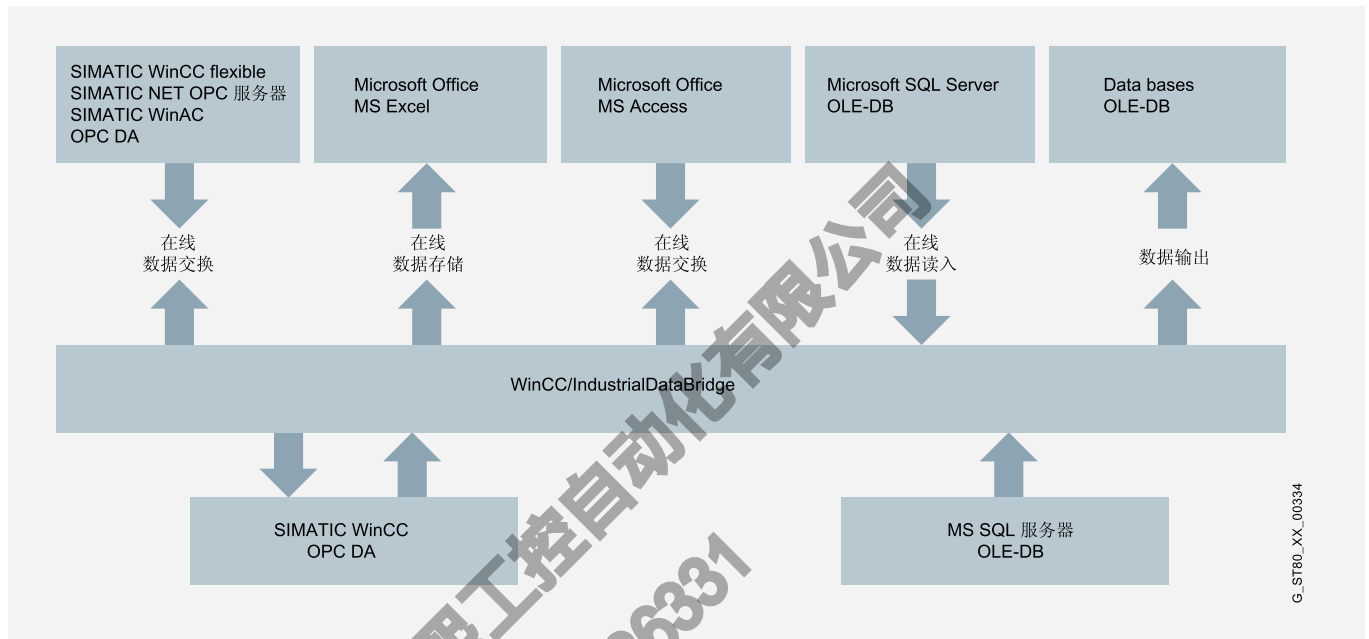 SIMATIC WinCC flexible
SIMATIC NET OPC 服务器
SIMATIC WinAC
OPC DA
Microsoft Office
MS Excel
Microsoft Office
MS Access
Microsoft SQL Server
OLE-DB
Data bases
OLE-DB
在线
数据交换
在线
数据存储
在线
数据交换
在线
数据读入
数据输出
WinCC/IndustrialDataBridge
SIMATIC WinCC
OPC DA
MS SQL 服务器
OLE-DB
G_ST80_XX_00334
工控自动化有限公司
6331